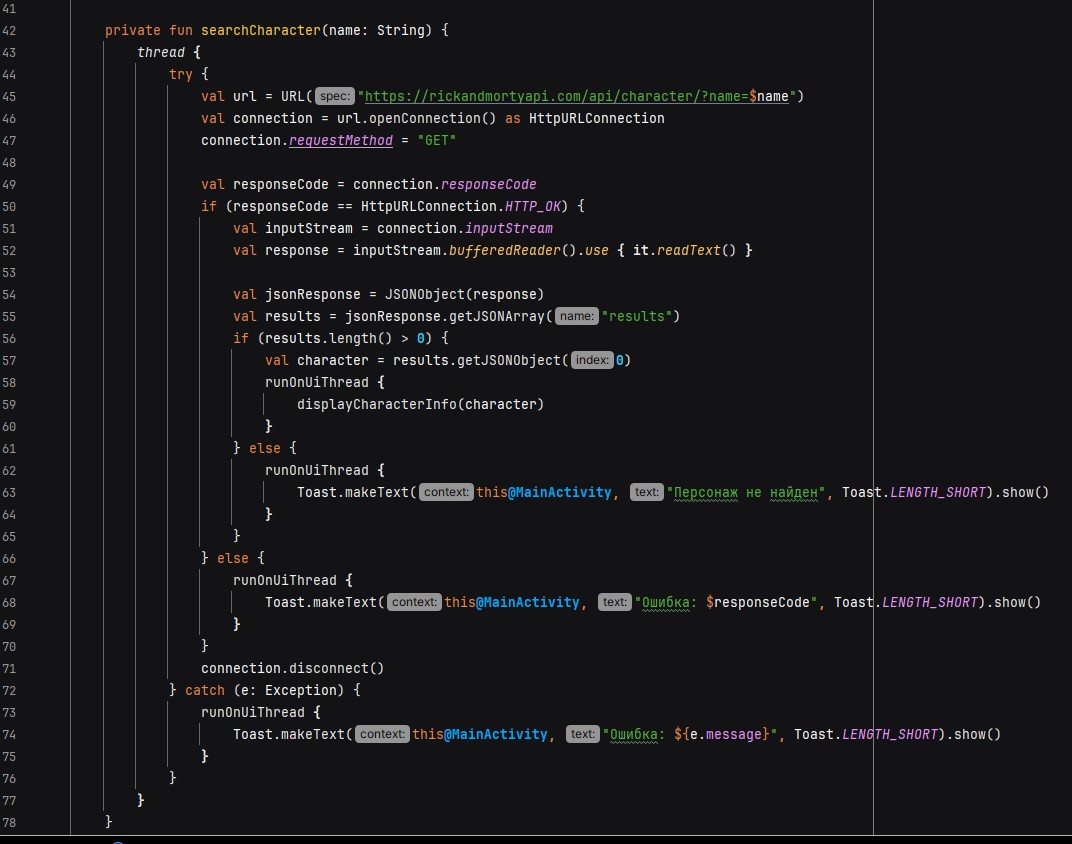 41
42 private fun searchCharacter(name: String) {
43 thread {
44 try {
45 val url = URL( spec: "https://rickandmortyapi.com/api/character/?name=$name")
46 val connection = url.openConnection() as HttpURLConnection
47 connection.requestMethod = "GET"
48
49 val responseCode = connection.responseCode
50 if (responseCode == HttpURLConnection.HTTP_OK) {
51 val inputStream = connection.inputStream
52 val response = inputStream.bufferedReader().use { it.readText() }
53
54 val jsonResponse = JSONObject(response)
55 val results = jsonResponse.getJSONArray( name: "results")
56 if (results.length() > 0) {
57 val character = results.getJSONObject( index: 0)
58 runOnUiThread {
59 displayCharacterInfo(character)
60 }
61 } else {
62 runOnUiThread {
63 Toast.makeText( context: this@MainActivity, text: "Персонаж не найден", Toast.LENGTH_SHORT).show()
64 }
65 }
66 } else {
67 runOnUiThread {
68 Toast.makeText( context: this@MainActivity, text: "Ошибка: $responseCode", Toast.LENGTH_SHORT).show()
69 }
70 }
71 connection.disconnect()
72 } catch (e: Exception) {
73 runOnUiThread {
74 Toast.makeText( context: this@MainActivity, text: "Ошибка: ${e.message}", Toast.LENGTH_SHORT).show()
75 }
76 }
77 }
78 }